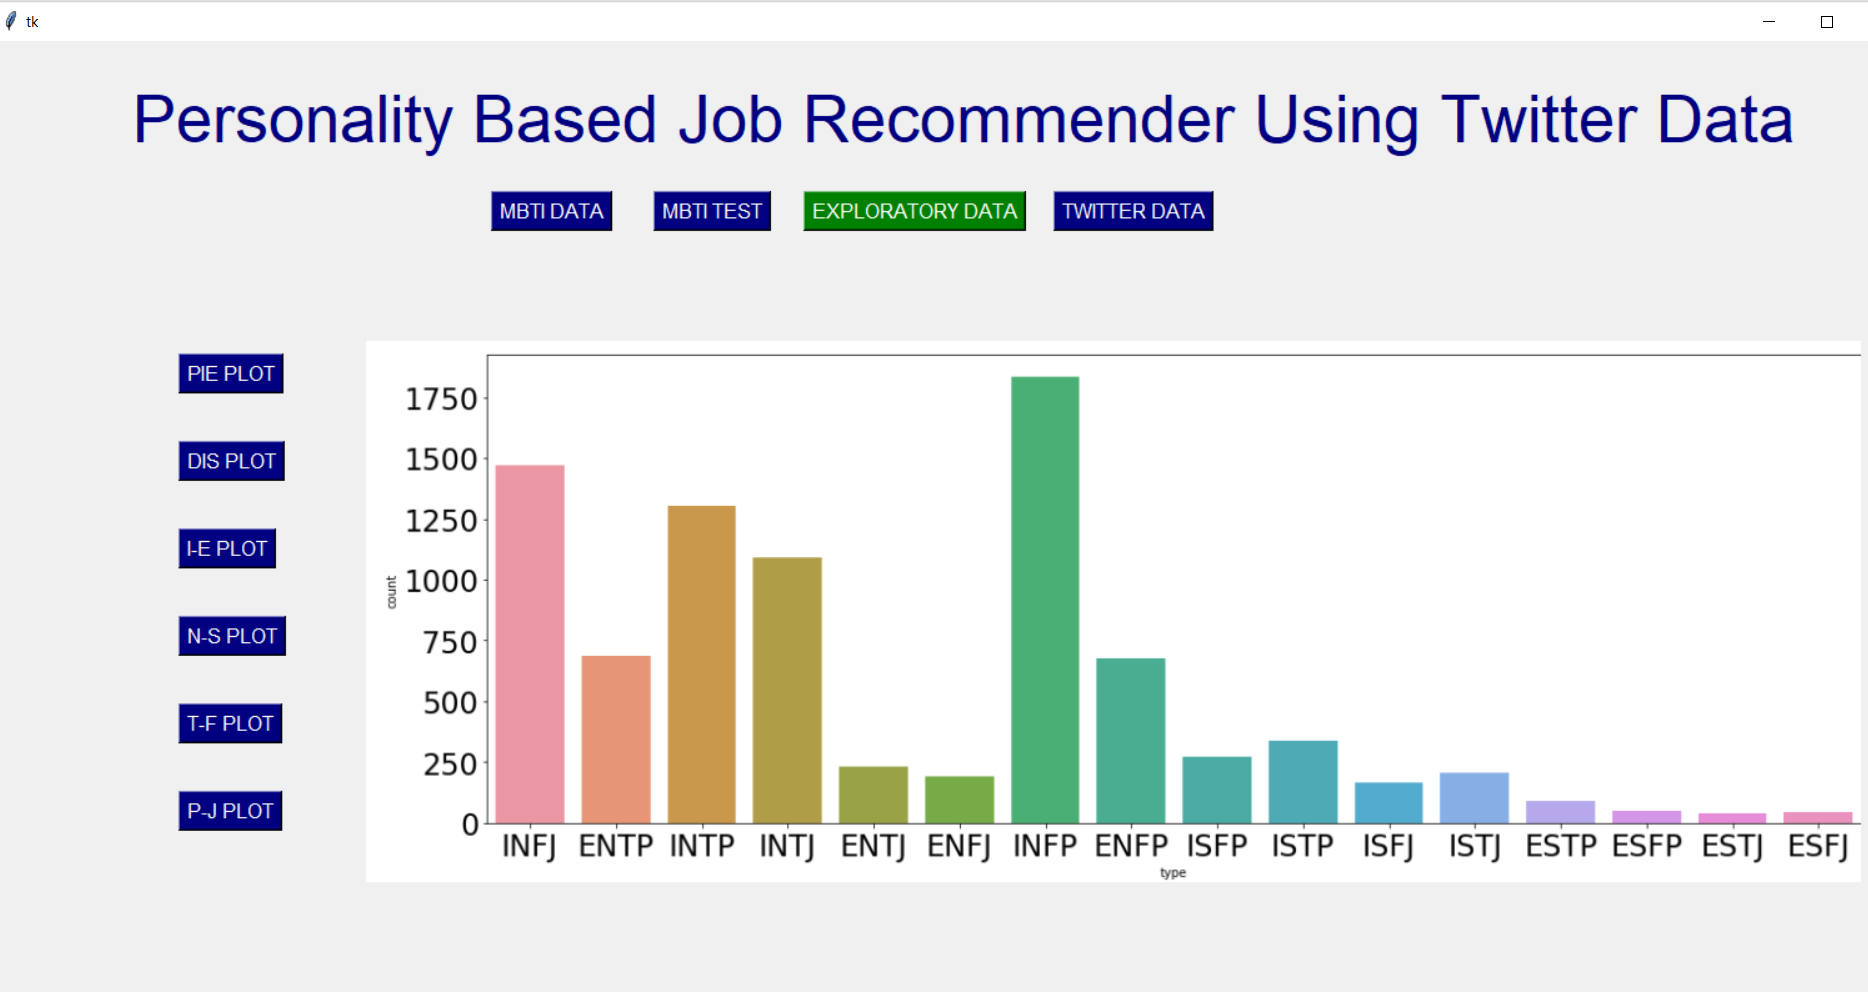 tk
Personality Based Job Recommender Using Twitter Data
MBTI DATA MBTI TEST EXPLORATORY DATA TWITTER DATA
PIE PLOT
DIS PLOT
I-E PLOT
N-S PLOT
T-F PLOT
P-J PLOT
1750
1500
1250
1000
750
500
250
0
count
INFJ ENTP INTP INTJ ENTJ ENFJ INFP ENFP ISFP ISTP ISFJ ISTJ ESTP ESFP ESTJ ESFJ
type